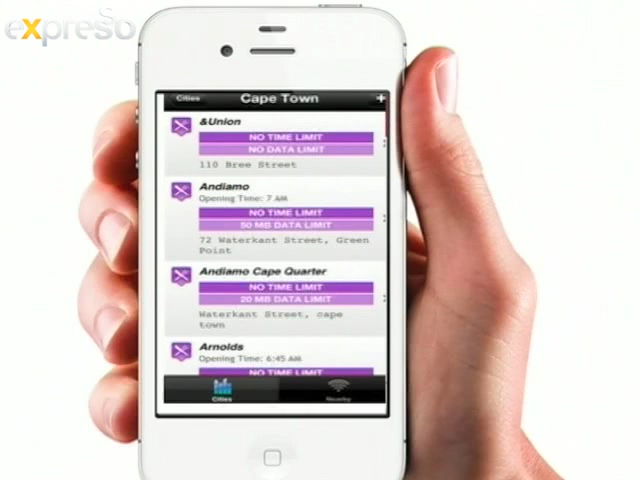 expreso
Cities
Cape Town
+
&Union
NO TIME LIMIT
NO DATA LIMIT
110 Bree Street
Andiamo
Opening Time: 7 AM
NO TIME LIMIT
50 MB DATA LIMIT
72 Waterkant Street, Green
Point
Andiamo Cape Quarter
NO TIME LIMIT
20 MB DATA LIMIT
Waterkant Street, cape
town
Arnolds
Opening Time: 6:45 AM
NO TIME LIMIT
Cities
Nearby